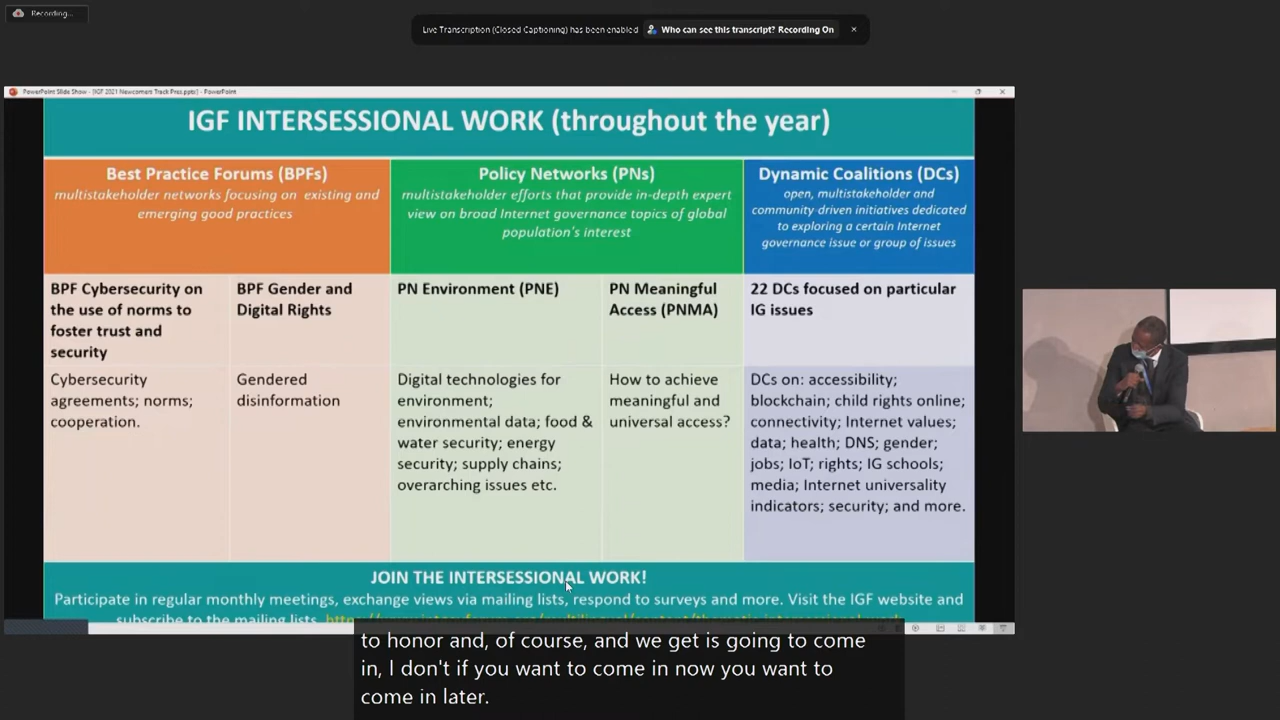 Recording...
Live Transcription (Closed Captioning) has been enabled
Who can see this transcript? Recording On
PowerPoint Slide Show - [IGF 2021 Newcomers Track Pres.pptx] - PowerPoint
IGF INTERSESSIONAL WORK (throughout the year)
Best Practice Forums (BPFs)
multistakeholder networks focusing on existing and
emerging good practices
Policy Networks (PNs)
multistakeholder efforts that provide in-depth expert
view on broad Internet governance topics of global
population's interest
Dynamic Coalitions (DCs)
open, multistakeholder and
community-driven initiatives dedicated
to exploring a certain Internet
governance issue or group of issues
BPF Cybersecurity on
the use of norms to
foster trust and
security
BPF Gender and
Digital Rights
PN Environment (PNE)
PN Meaningful
Access (PNMA)
22 DCs focused on particular
IG issues
Cybersecurity
agreements; norms;
cooperation.
Gendered
disinformation
Digital technologies for
environment;
environmental data; food &
water security; energy
security; supply chains;
overarching issues etc.
How to achieve
meaningful and
universal access?
DCs on: accessibility;
blockchain; child rights online;
connectivity; Internet values;
data; health; DNS; gender;
jobs; IoT; rights; IG schools;
media; Internet universality
indicators; security; and more.
JOIN THE INTERSESSIONAL WORK!
Participate in regular monthly meetings, exchange views via mailing lists, respond to surveys and more. Visit the IGF website and
subscribe to the mailing lists.
to honor and, of course, and we get is going to come
in, I don't if you want to come in now you want to
come in later.